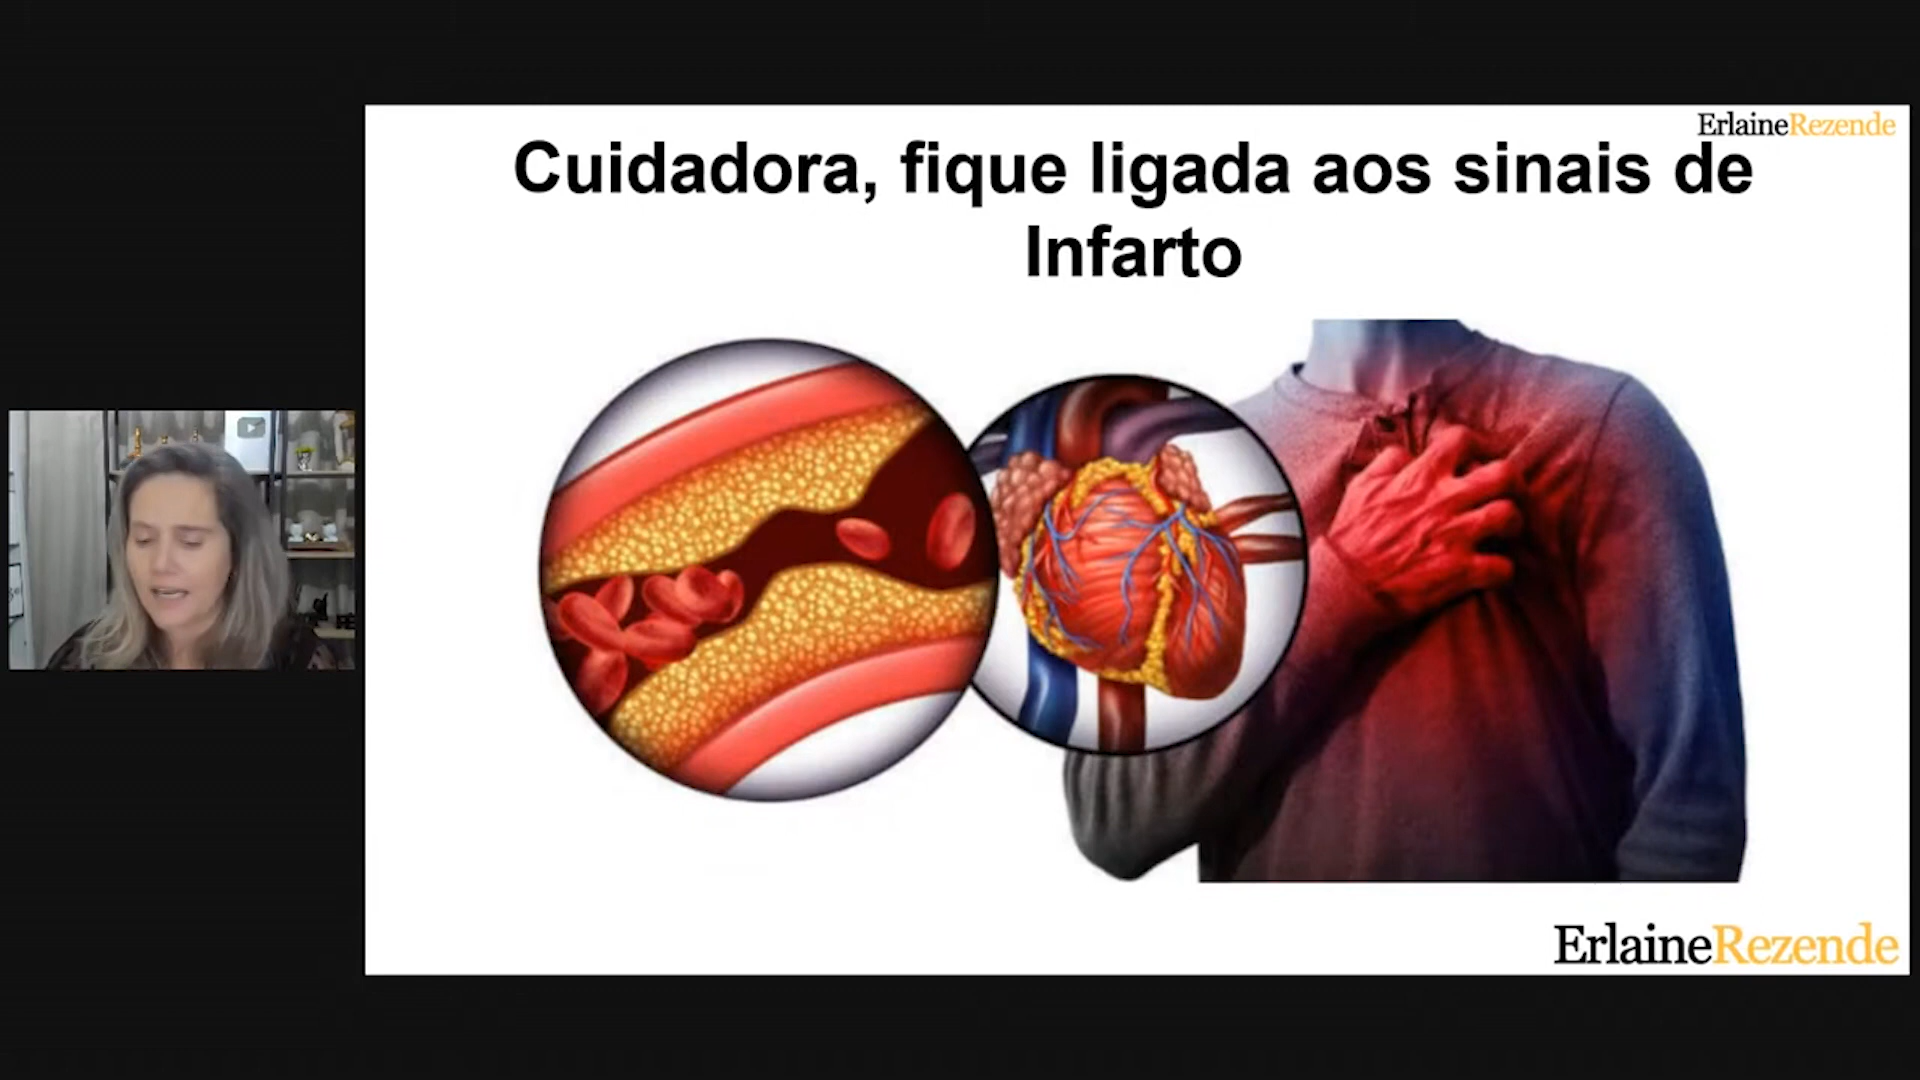 ErlaineRezende
Cuidadora, fique ligada aos sinais de
Infarto
ErlaineRezende